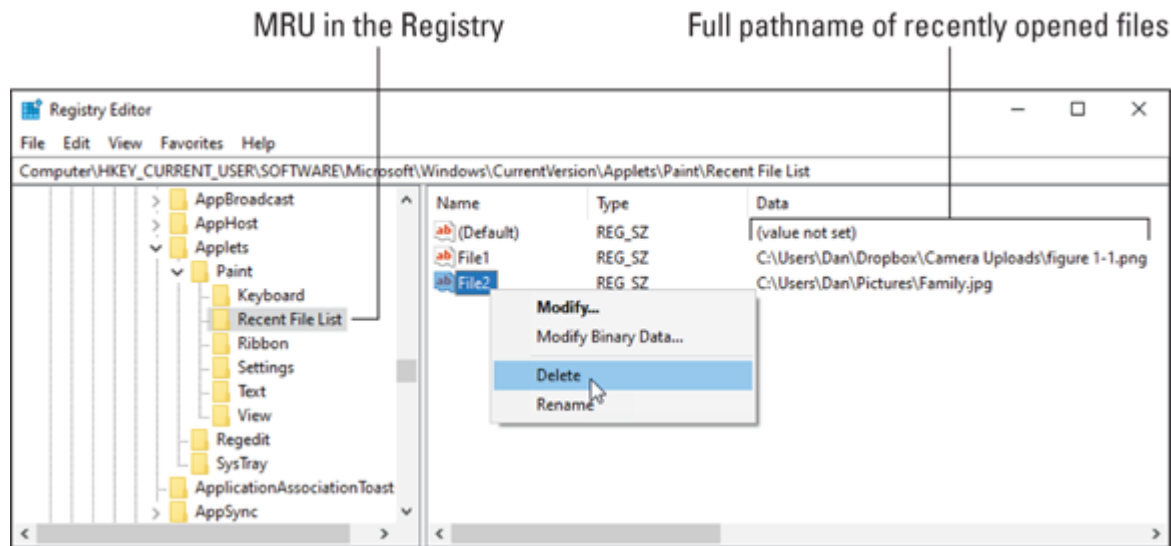 MRU in the Registry Full pathname of recently opened files
Registry Editor
File Edit View Favorites Help
Computer\HKEY_CURRENT_USER\SOFTWARE\Microsoft\Windows\CurrentVersion\Applets\Paint\Recent File List
AppBroadcast
AppHost
Applets
Paint
Keyboard
Recent File List
Ribbon
Settings
Text
View
Regedit
SysTray
ApplicationAssociationToast
AppSync
Name Type Data
ab (Default) REG_SZ (value not set)
ab File1 REG_SZ C:\Users\Dan\Dropbox\Camera Uploads\figure 1-1.png
ab File2 REG_SZ C:\Users\Dan\Pictures\Family.jpg
Modify...
Modify Binary Data...
Delete
Rename